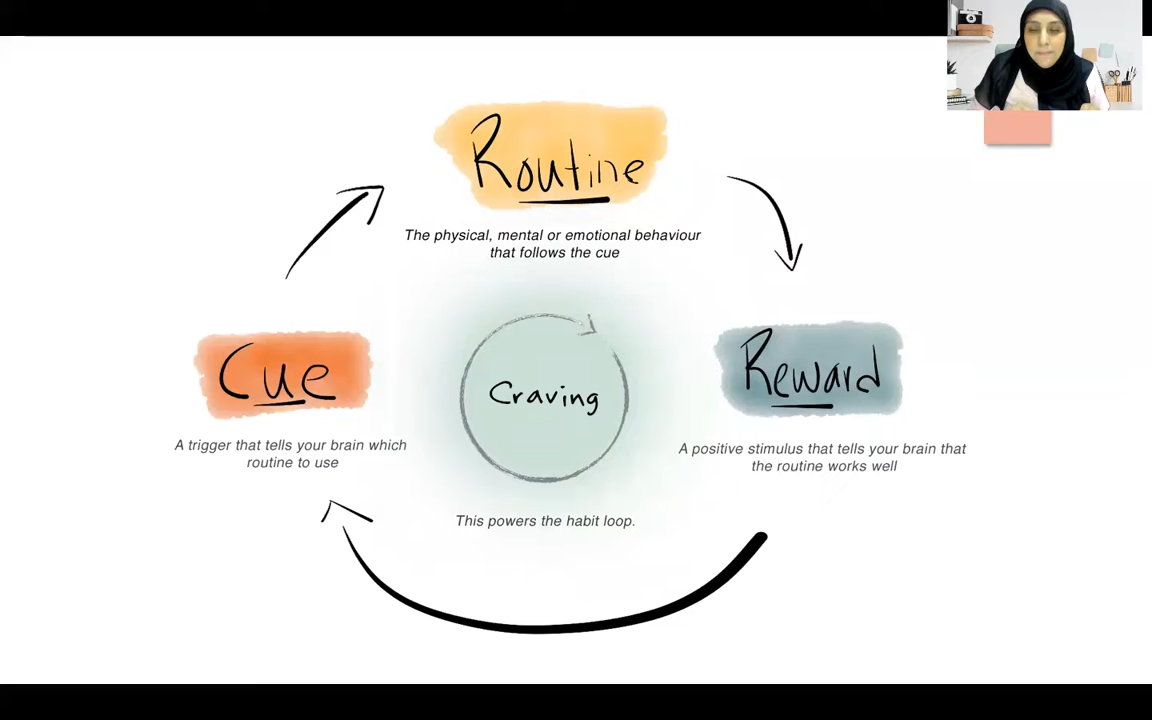 Routine
The physical, mental or emotional behaviour
that follows the cue
Cue
A trigger that tells your brain which
routine to use
Craving
This powers the habit loop.
Reward
A positive stimulus that tells your brain that
the routine works well